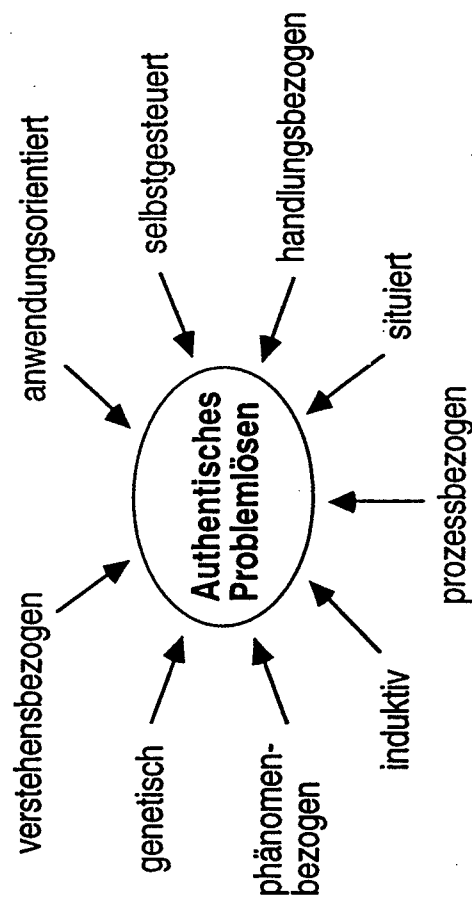 verstehensbezogen
anwendungsorientiert
genetisch
selbstgesteuert
Authentisches
Problemlösen
phänomen-
bezogen
handlungsbezogen
induktiv
situiert
prozessbezogen